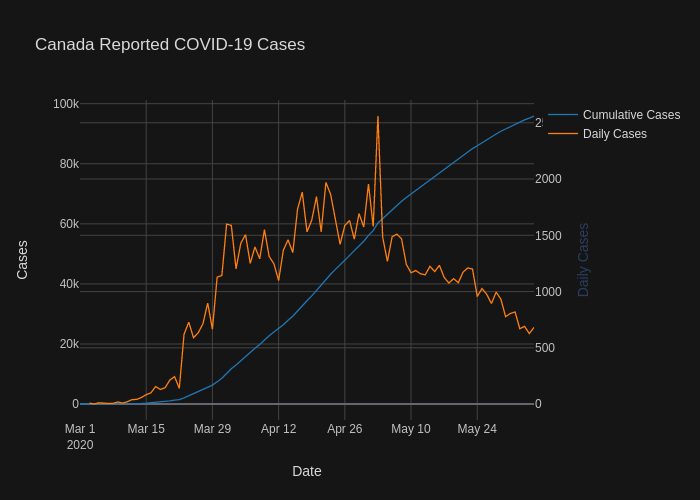 Canada Reported COVID-19 Cases
Cumulative Cases
Daily Cases
100k
80k
60k
40k
20k
0
2000
1500
1000
500
0
Cases
Daily Cases
Mar 1
2020
Mar 15
Mar 29
Apr 12
Apr 26
May 10
May 24
Date